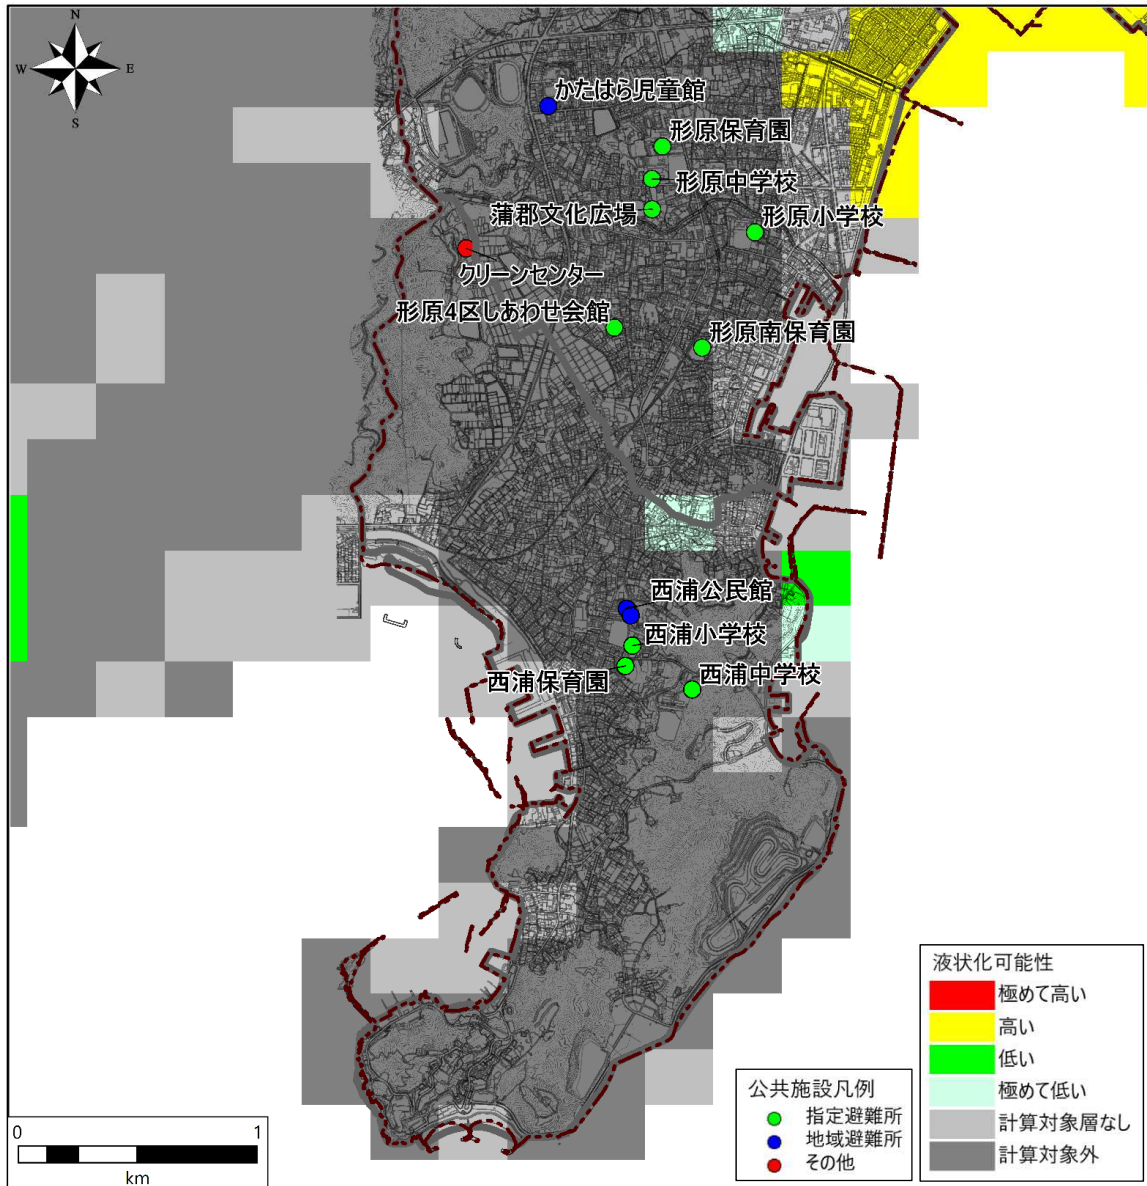 N
W E
S
かたはら児童館
形原保育園
形原中学校
蒲郡文化広場
形原小学校
クリーンセンター
形原4区しあわせ会館
形原南保育園
西浦公民館
西浦小学校
西浦保育園
西浦中学校
液状化可能性
極めて高い
高い
低い
極めて低い
計算対象層なし
計算対象外
公共施設凡例
指定避難所
地域避難所
その他
0 1
km